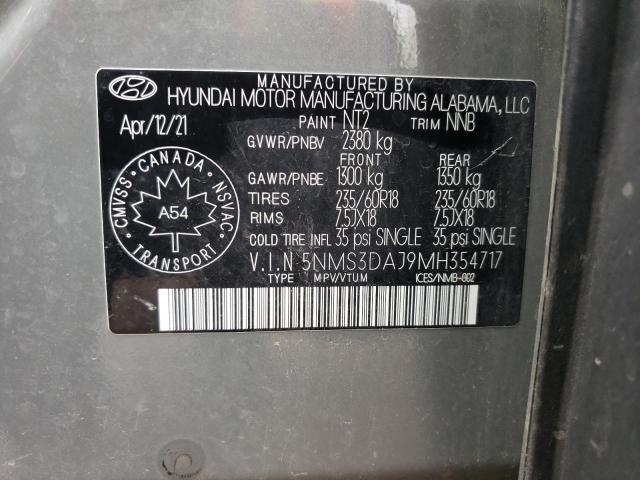 MANUFACTURED BY
HYUNDAI MOTOR MANUFACTURING ALABAMA, LLC
Apr/12/21
PAINT NT2 TRIM NNB
GVWR/PNBV 2380 kg
FRONT REAR
GAWR/PNBE 1300 kg 1350 kg
TIRES 235/60R18 235/60R18
RIMS 7.5JX18 7.5JX18
COLD TIRE INFL 35 psi SINGLE 35 psi SINGLE
V.I.N 5NMS3DAJ9MH354717
TYPE MPV/VTUM ICES/NMB-002
CMVSS • CANADA • NSVAC •
A54
TRANSPORT